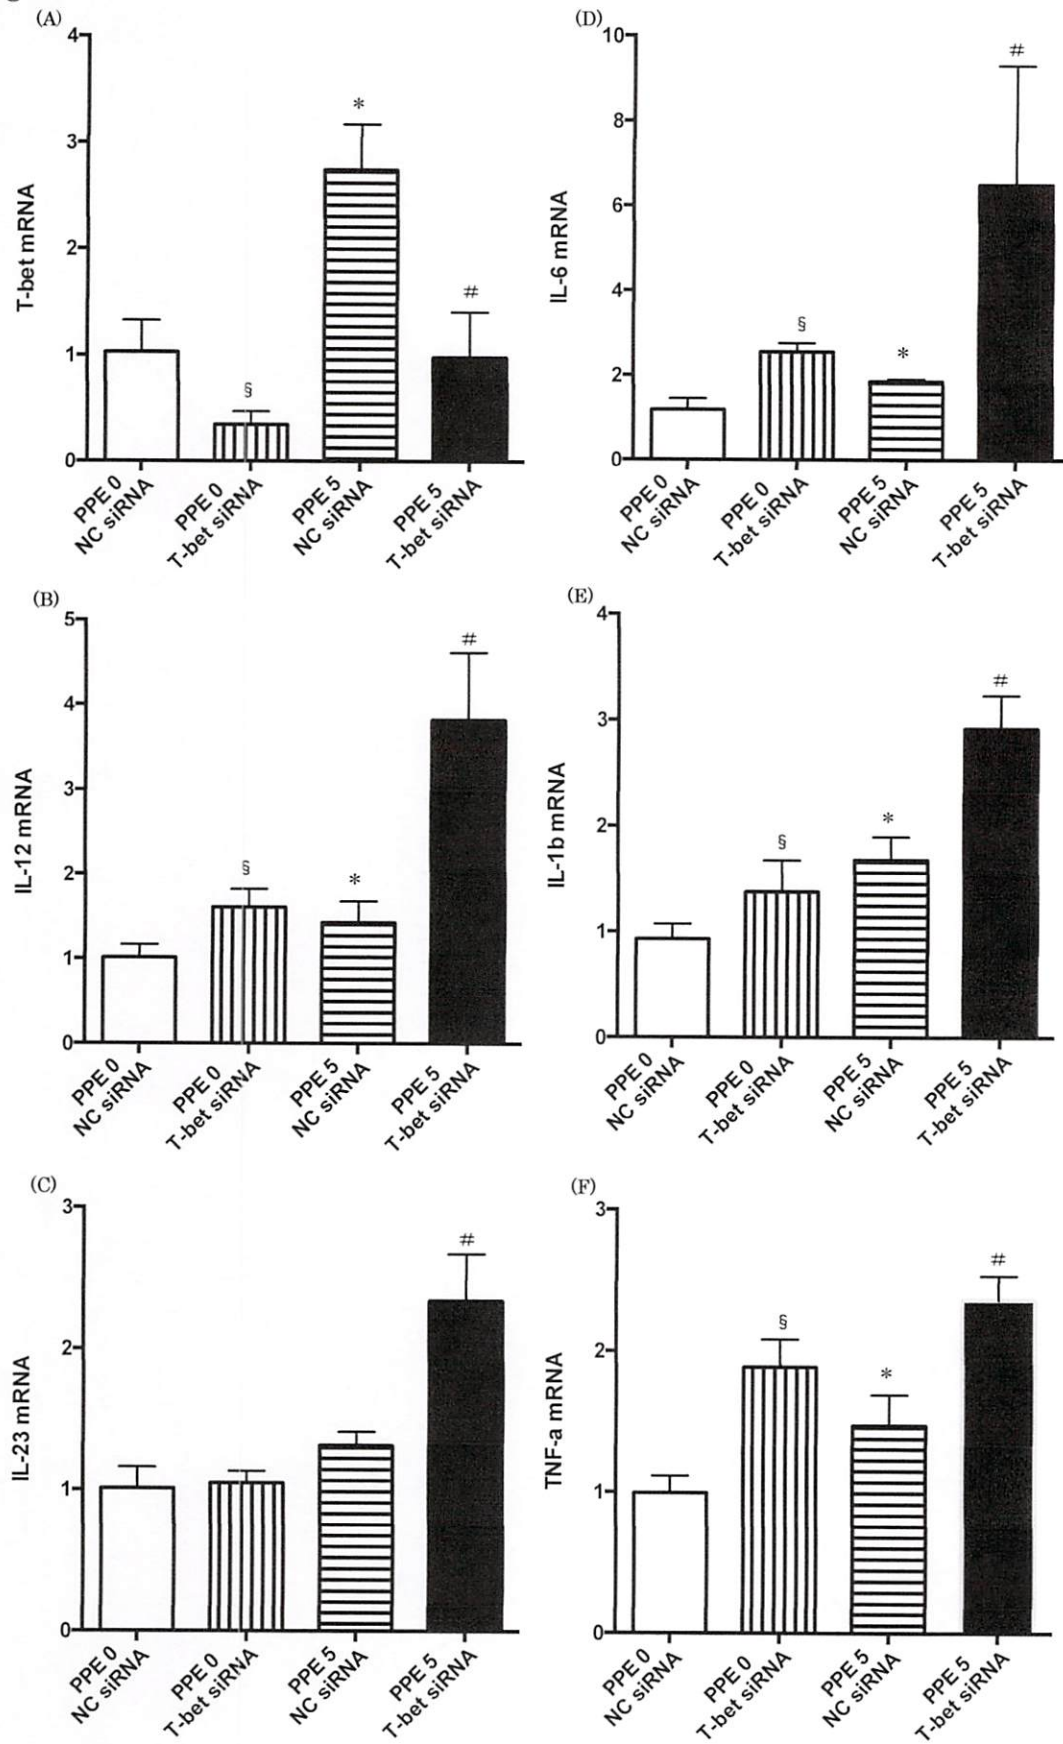 (A)
4
3
2
1
0
T-bet mRNA
*
#
§
PPE 0
NC siRNA
PPE 0
T-bet siRNA
PPE 5
NC siRNA
PPE 5
T-bet siRNA
(D)
10
8
6
4
2
0
IL-6 mRNA
#
§
*
PPE 0
NC siRNA
PPE 0
T-bet siRNA
PPE 5
NC siRNA
PPE 5
T-bet siRNA
(B)
5
4
3
2
1
0
IL-12 mRNA
#
§
*
PPE 0
NC siRNA
PPE 0
T-bet siRNA
PPE 5
NC siRNA
PPE 5
T-bet siRNA
(E)
4
3
2
1
0
IL-1b mRNA
#
*
§
PPE 0
NC siRNA
PPE 0
T-bet siRNA
PPE 5
NC siRNA
PPE 5
T-bet siRNA
(C)
3
2
1
0
IL-23 mRNA
#
PPE 0
NC siRNA
PPE 0
T-bet siRNA
PPE 5
NC siRNA
PPE 5
T-bet siRNA
(F)
3
2
1
0
TNF-a mRNA
#
§
*
PPE 0
NC siRNA
PPE 0
T-bet siRNA
PPE 5
NC siRNA
PPE 5
T-bet siRNA